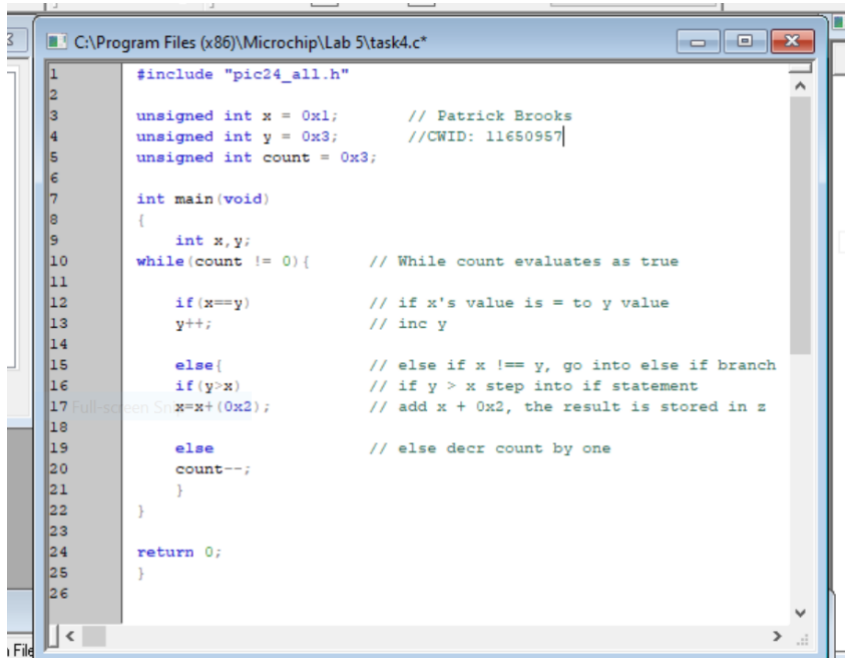 C:\Program Files (x86)\Microchip\Lab 5\task4.c*
1 #include "pic24_all.h"
2
3 unsigned int x = 0x1; // Patrick Brooks
4 unsigned int y = 0x3; //CWID: 11650957
5 unsigned int count = 0x3;
6
7 int main(void)
8 {
9 int x,y;
10 while(count != 0){ // While count evaluates as true
11
12 if(x==y) // if x's value is = to y value
13 y++; // inc y
14
15 else{ // else if x !== y, go into else if branch
16 if(y>x) // if y > x step into if statement
17 x=x+(0x2); // add x + 0x2, the result is stored in z
18
19 else // else decr count by one
20 count--;
21 }
22 }
23
24 return 0;
25 }
26
Full-screen
File